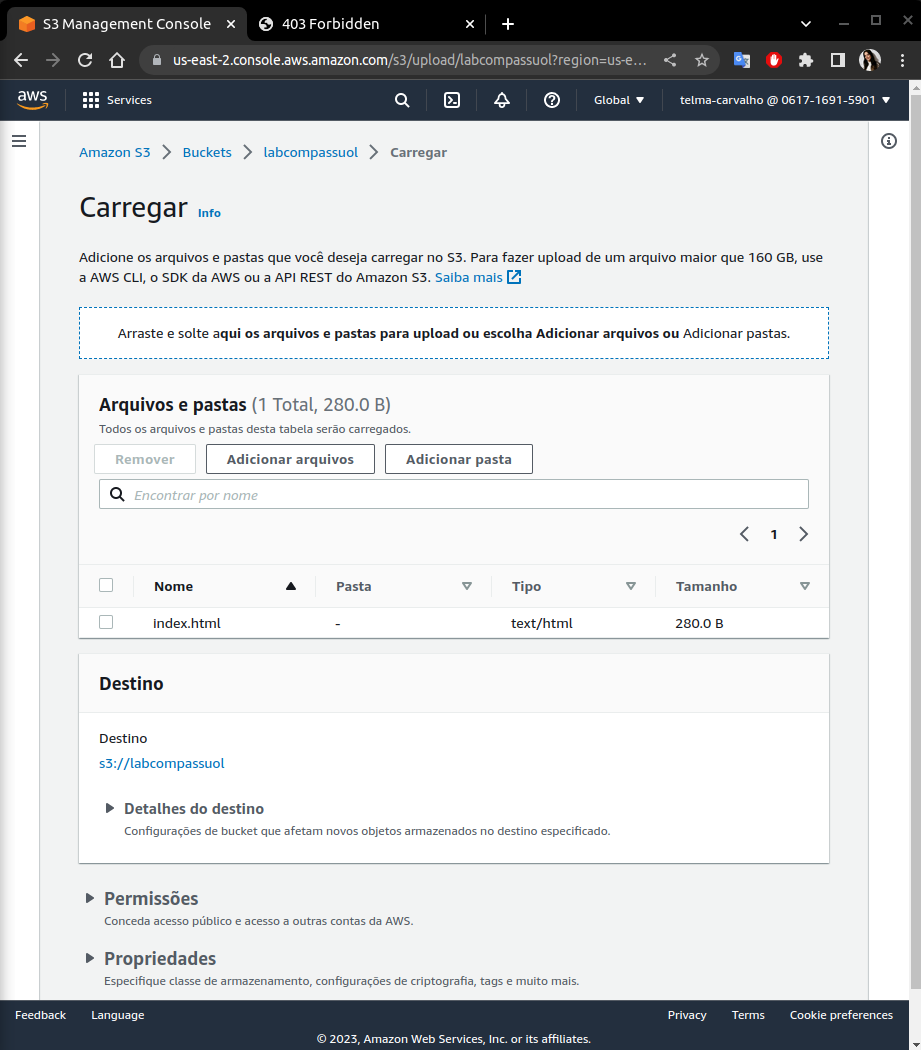 S3 Management Console
403 Forbidden
us-east-2.console.aws.amazon.com/s3/upload/labcompassuol?region=us-e...
aws
Services
Global
telma-carvalho @ 0617-1691-5901
Amazon S3 > Buckets > labcompassuol > Carregar
Carregar Info
Adicione os arquivos e pastas que você deseja carregar no S3. Para fazer upload de um arquivo maior que 160 GB, use
a AWS CLI, o SDK da AWS ou a API REST do Amazon S3. Saiba mais
Arraste e solte aqui os arquivos e pastas para upload ou escolha Adicionar arquivos ou Adicionar pastas.
Arquivos e pastas (1 Total, 280.0 B)
Todos os arquivos e pastas desta tabela serão carregados.
Remover Adicionar arquivos Adicionar pasta
Encontrar por nome
1
Nome Pasta Tipo Tamanho
index.html - text/html 280.0 B
Destino
Destino
s3://labcompassuol
Detalhes do destino
Configurações de bucket que afetam novos objetos armazenados no destino especificado.
Permissões
Conceda acesso público e acesso a outras contas da AWS.
Propriedades
Especifique classe de armazenamento, configurações de criptografia, tags e muito mais.
Feedback Language Privacy Terms Cookie preferences
© 2023, Amazon Web Services, Inc. or its affiliates.